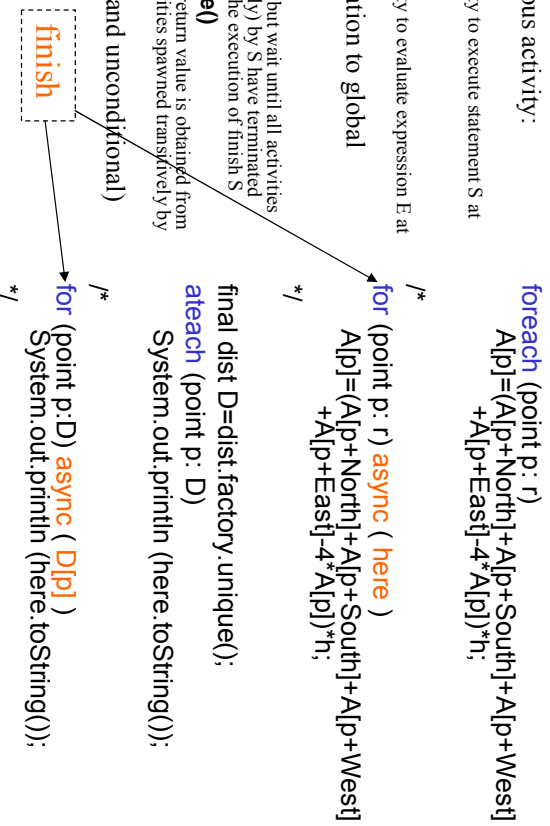 ous activity:
y to execute statement S at
y to evaluate expression E at
ation to global
but wait until all activities
ly) by S have terminated
he execution of finish S
e()
return value is obtained from
ities spawned transitively by
and unconditional)
finish
foreach (point p: r)
A[p]=(A[p+North]+A[p+South]+A[p+West]
+A[p+East]-4*A[p])*h;
/*
for (point p: r) async ( here )
A[p]=(A[p+North]+A[p+South]+A[p+West]
+A[p+East]-4*A[p])*h;
*/
final dist D=dist.factory.unique();
ateach (point p: D)
System.out.println (here.toString());
/*
for (point p:D) async ( D[p] )
System.out.println (here.toString());
*/